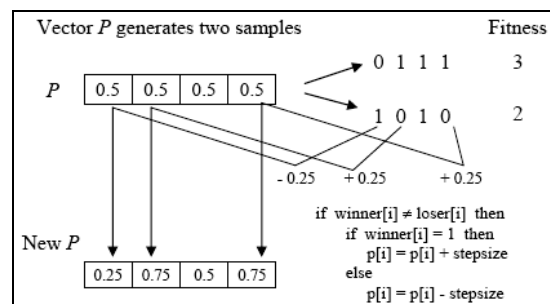 Vector P generates two samples Fitness
0 1 1 1 3
P 0.5 0.5 0.5 0.5
1 0 1 0 2
- 0.25 + 0.25 + 0.25
if winner[i] ≠ loser[i] then
if winner[i] = 1 then
New P p[i] = p[i] + stepsize
else
0.25 0.75 0.5 0.75
p[i] = p[i] - stepsize